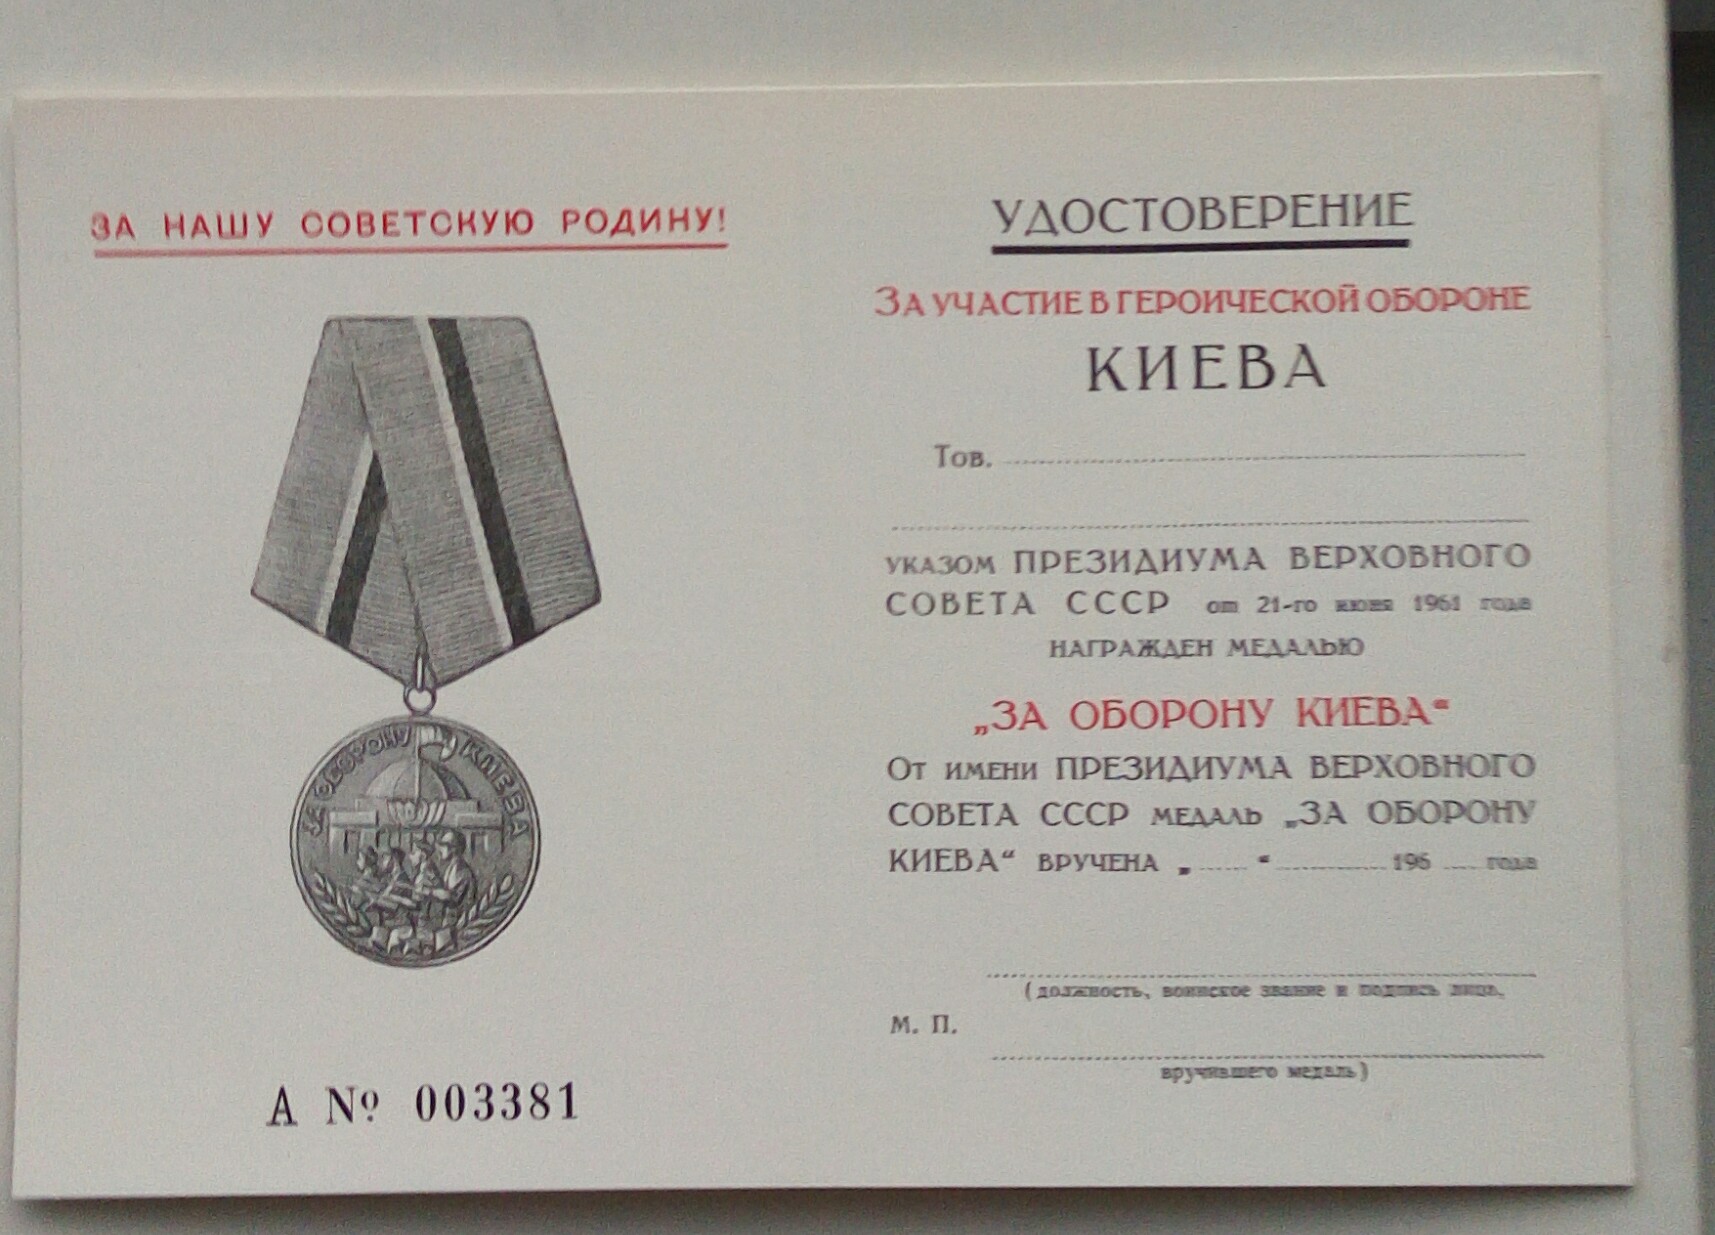 ЗА НАШУ СОВЕТСКУЮ РОДИНУ!
ЗА ОБОРОНУ КИЕВА
А № 003381
УДОСТОВЕРЕНИЕ
ЗА УЧАСТИЕ В ГЕРОИЧЕСКОЙ ОБОРОНЕ
КИЕВА
Тов.
УКАЗОМ ПРЕЗИДИУМА ВЕРХОВНОГО
СОВЕТА СССР от 21-го июня 1961 года
НАГРАЖДЕН МЕДАЛЬЮ
„ЗА ОБОРОНУ КИЕВА“
ОТ ИМЕНИ ПРЕЗИДИУМА ВЕРХОВНОГО
СОВЕТА СССР МЕДАЛЬ „ЗА ОБОРОНУ
КИЕВА“ ВРУЧЕНА „ ...... “ ............ 196 .... года
(должность, воинское звание и подпись лица,
М. П.
вручившего медаль)